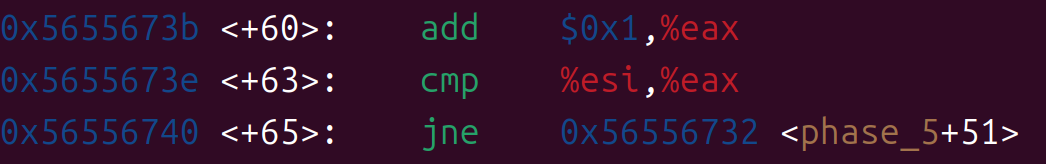 0x5655673b <+60>: add $0x1,%eax
0x5655673e <+63>: cmp %esi,%eax
0x56556740 <+65>: jne 0x56556732 <phase_5+51>